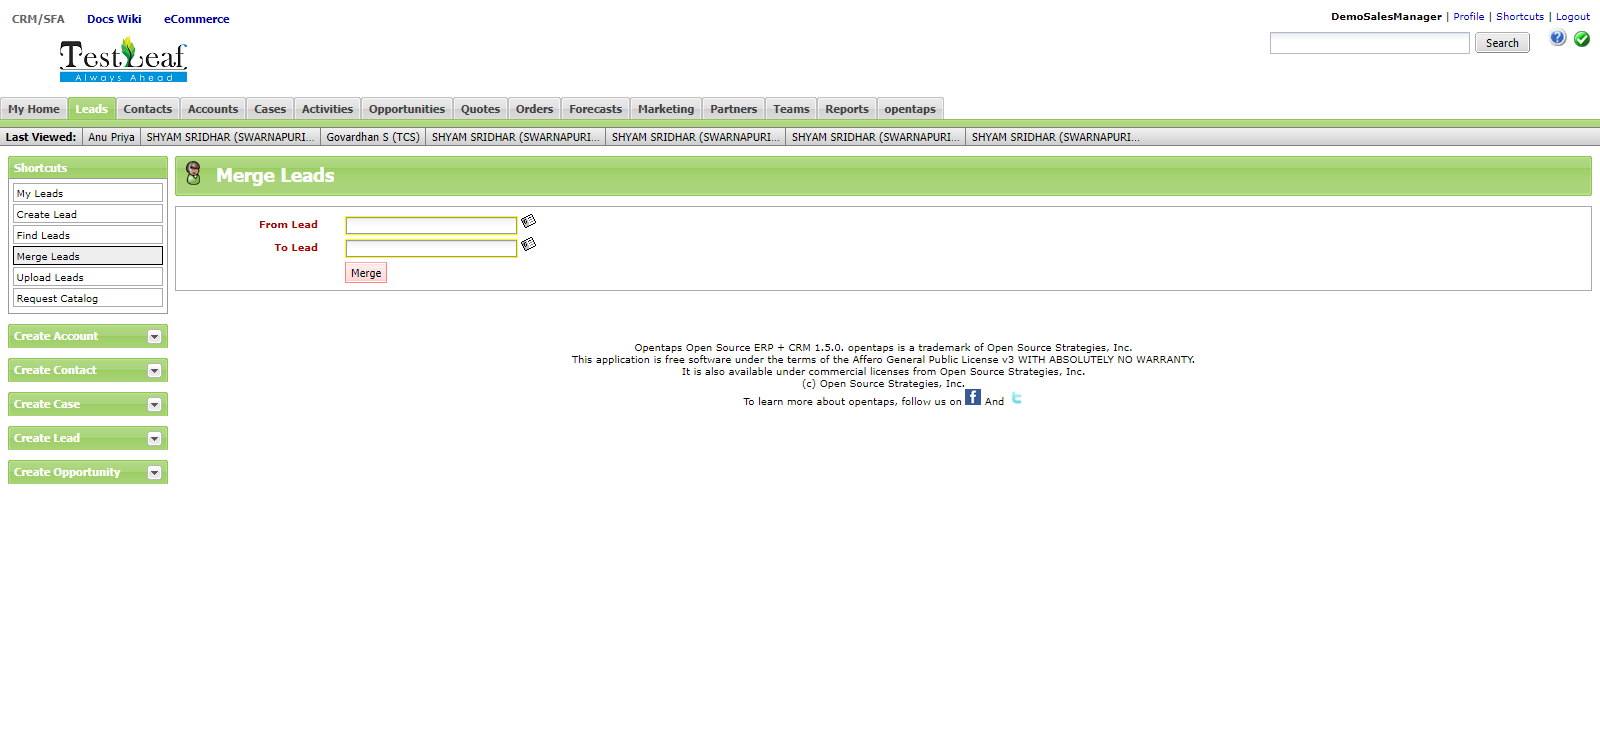 CRM/SFA Docs Wiki eCommerce
DemoSalesManager | Profile | Shortcuts | Logout
TestLeaf
Always Ahead
Search
My Home Leads Contacts Accounts Cases Activities Opportunities Quotes Orders Forecasts Marketing Partners Teams Reports opentaps
Last Viewed: Anu Priya SHYAM SRIDHAR (SWARNAPURI... Govardhan S (TCS) SHYAM SRIDHAR (SWARNAPURI... SHYAM SRIDHAR (SWARNAPURI... SHYAM SRIDHAR (SWARNAPURI... SHYAM SRIDHAR (SWARNAPURI...
Shortcuts
My Leads
Create Lead
Find Leads
Merge Leads
Upload Leads
Request Catalog
Create Account
Create Contact
Create Case
Create Lead
Create Opportunity
Merge Leads
From Lead
To Lead
Merge
Opentaps Open Source ERP + CRM 1.5.0. opentaps is a trademark of Open Source Strategies, Inc.
This application is free software under the terms of the Affero General Public License v3 WITH ABSOLUTELY NO WARRANTY.
It is also available under commercial licenses from Open Source Strategies, Inc.
(c) Open Source Strategies, Inc.
To learn more about opentaps, follow us on f And t